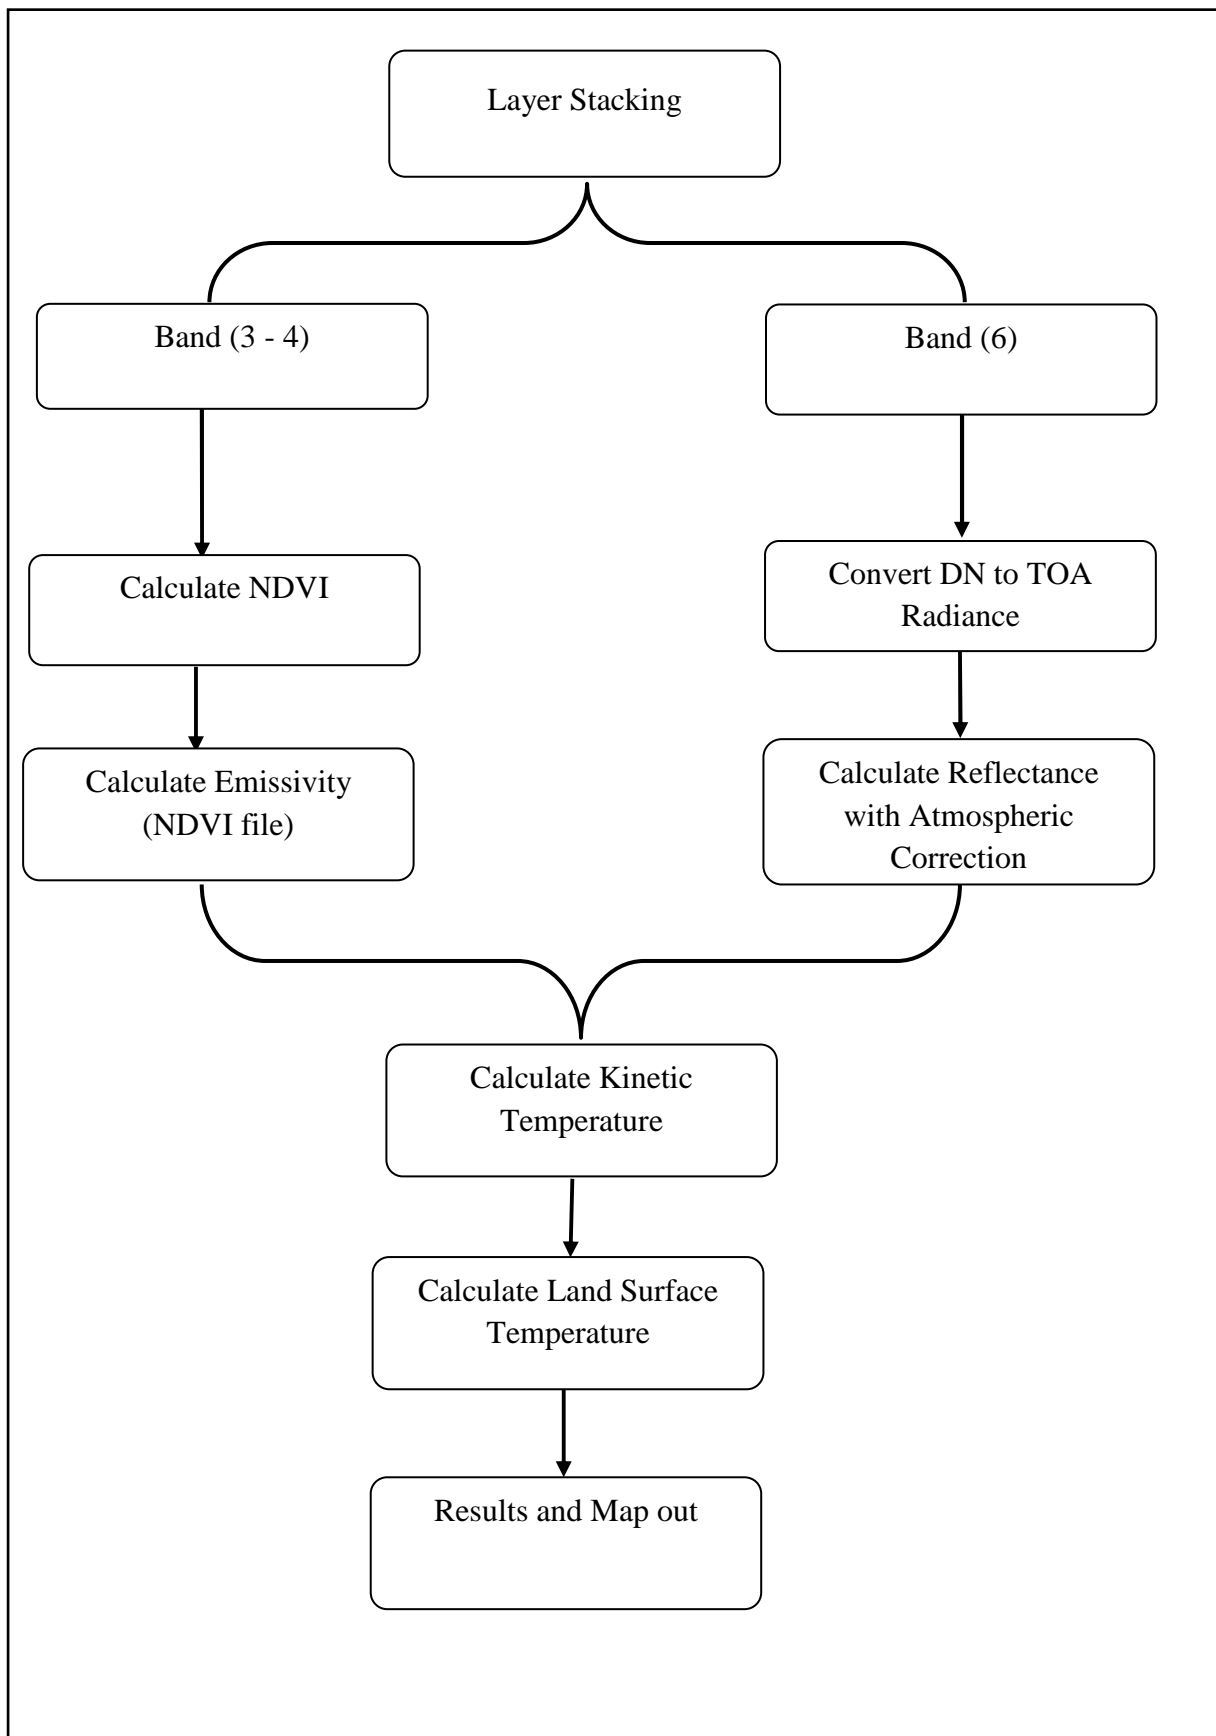 Layer Stacking
Band (3 - 4)
Band (6)
Calculate NDVI
Convert DN to TOA
Radiance
Calculate Emissivity
(NDVI file)
Calculate Reflectance
with Atmospheric
Correction
Calculate Kinetic
Temperature
Calculate Land Surface
Temperature
Results and Map out